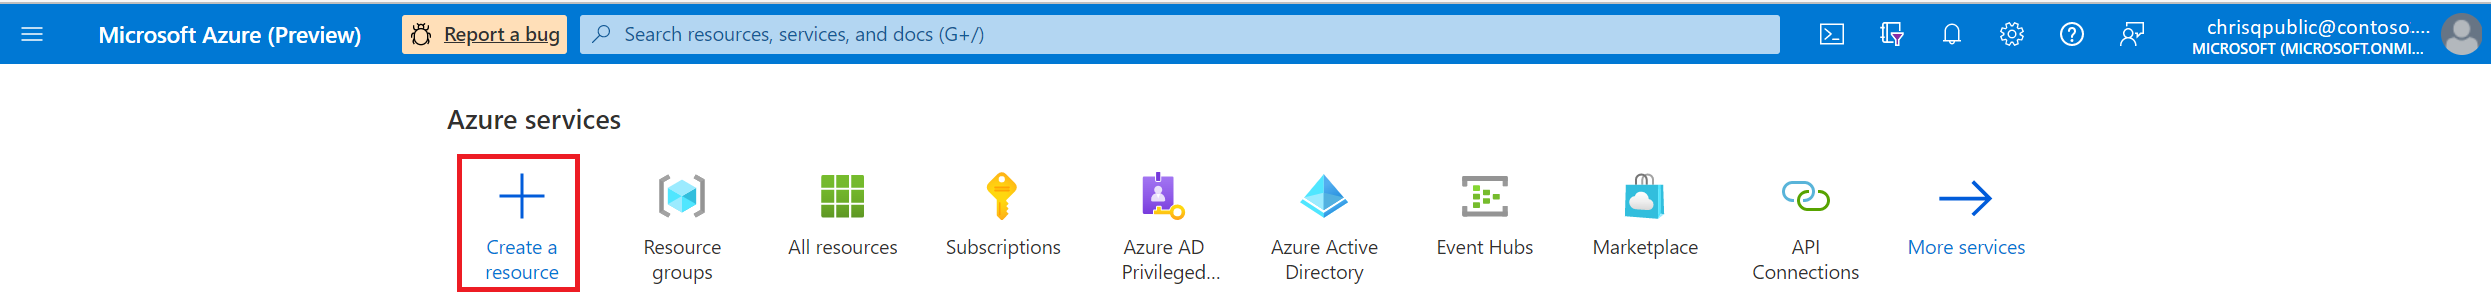 Microsoft Azure (Preview)
Report a bug
Search resources, services, and docs (G+/)
chrisqpublic@contoso....
MICROSOFT (MICROSOFT.ONMI...
Azure services
Create a
resource
Resource
groups
All resources
Subscriptions
Azure AD
Privileged...
Azure Active
Directory
Event Hubs
Marketplace
API
Connections
More services